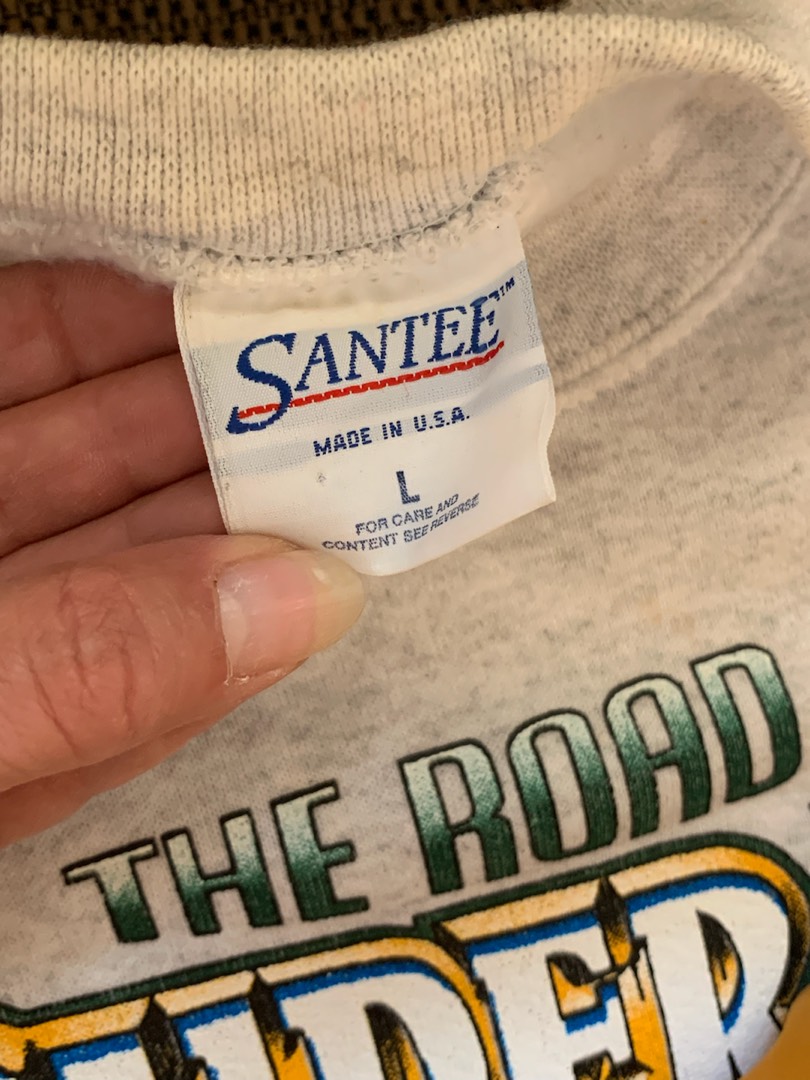 SANTEE™
MADE IN U.S.A.
L
FOR CARE AND
CONTENT SEE REVERSE
THE ROAD